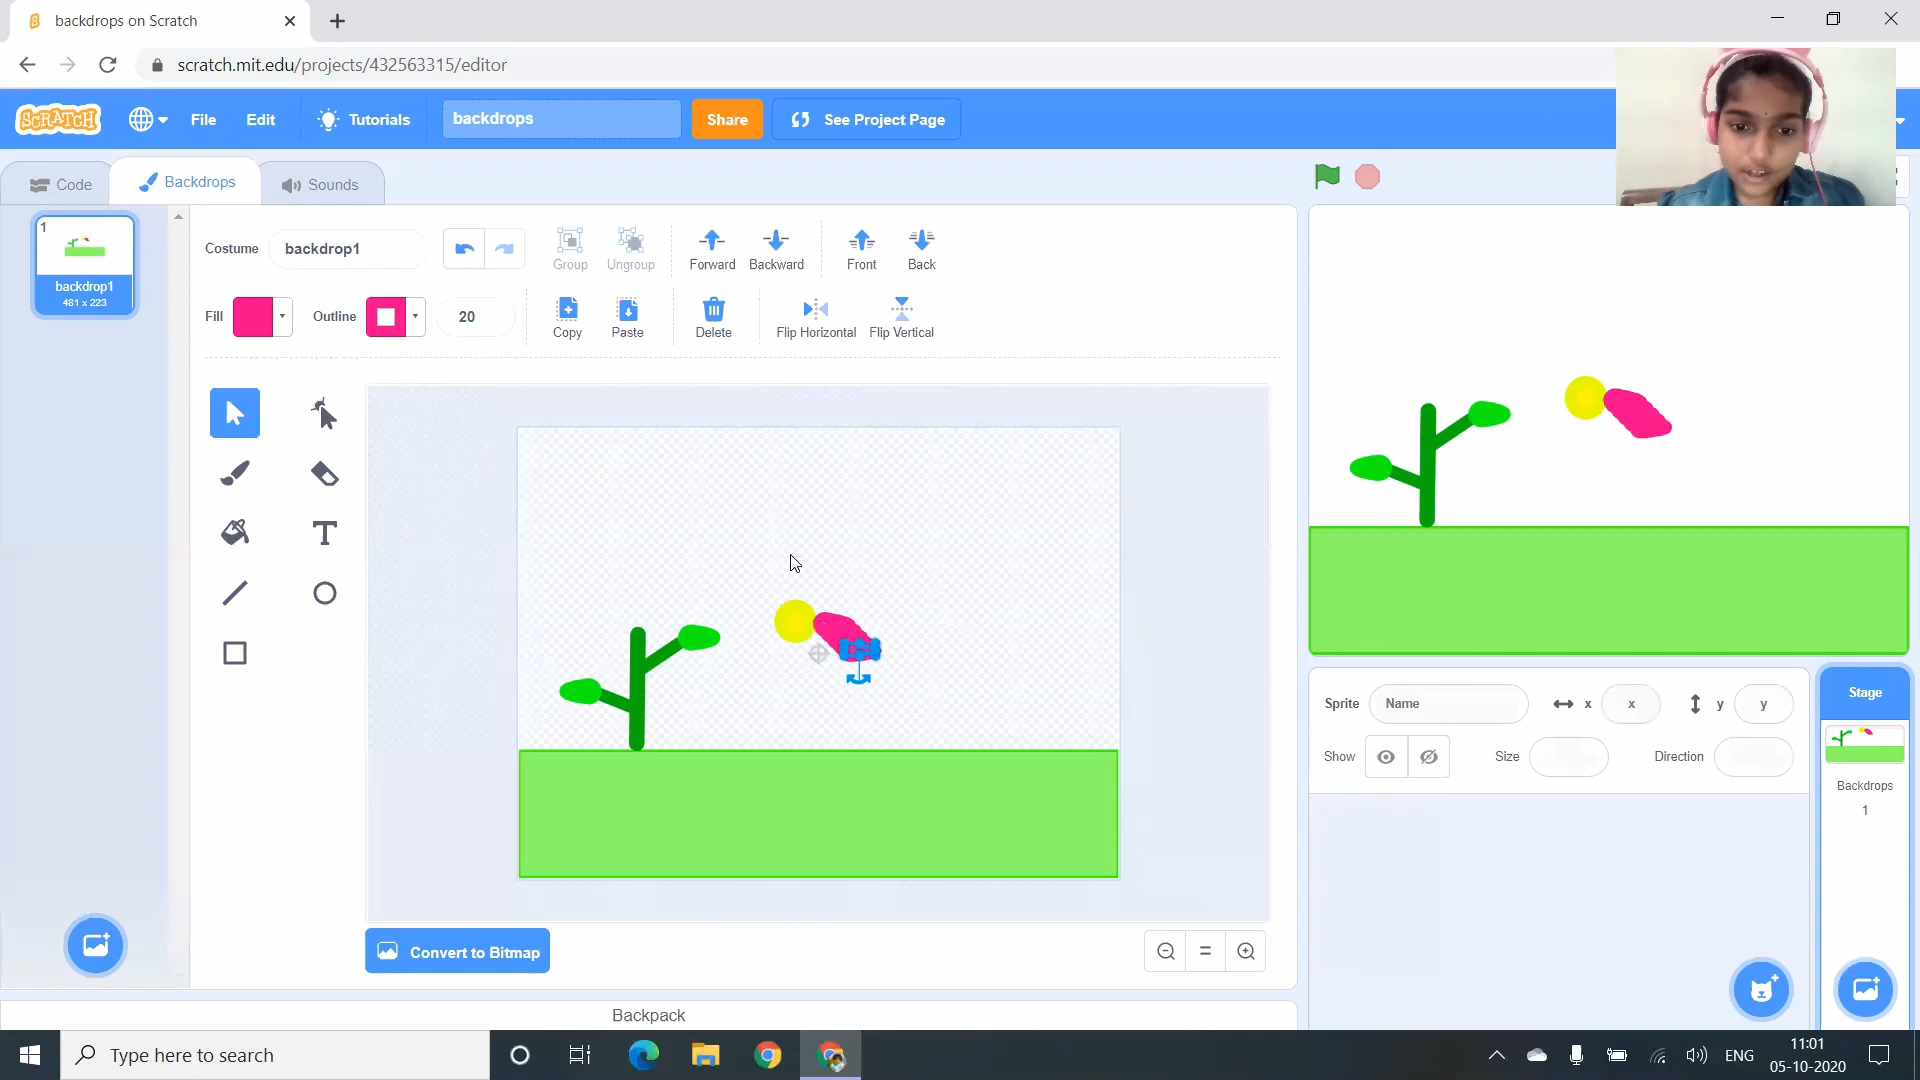 backdrops on Scratch
scratch.mit.edu/projects/432563315/editor
SCRATCH
File
Edit
Tutorials
backdrops
Share
See Project Page
Code
Backdrops
Sounds
1
backdrop1
481 x 223
Costume
backdrop1
Group
Ungroup
Forward
Backward
Front
Back
Fill
Outline
20
Copy
Paste
Delete
Flip Horizontal
Flip Vertical
T
Convert to Bitmap
Backpack
Sprite
Name
x
x
y
y
Show
Size
Direction
Stage
Backdrops
1
Type here to search
ENG
11:01
05-10-2020